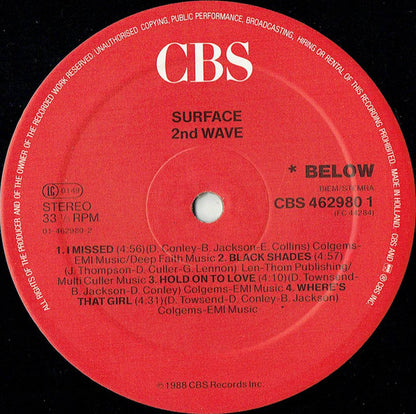 ALL RIGHTS OF THE PRODUCER AND OF THE OWNER OF THE RECORDED WORK RESERVED. UNAUTHORISED COPYING, PUBLIC PERFORMANCE, BROADCASTING, HIRING OR RENTAL OF THIS RECORDING PROHIBITED. MADE IN HOLLAND. CBS AND ARE CBS INC.
CBS
SURFACE
2nd WAVE
* BELOW
LC 0149
STEREO
33 1/3 RPM
01-462980-2
BIEM/STEMRA
CBS 462980 1
(FC 44284)
1. I MISSED (4:56)(D. Conley-B. Jackson-E. Collins) Colgems-
EMI Music/Deep Faith Music 2. BLACK SHADES (4:57)
(J. Thompson-D. Culler-G. Lennon) Len-Thom Publishing/
Multi Culler Music 3. HOLD ON TO LOVE (4:10)(D. Townsend-
B. Jackson-D. Conley) Colgems-EMI Music 4. WHERE'S
THAT GIRL (4:31)(D. Townsend-D. Conley-B. Jackson)
Colgems-EMI Music
℗ 1988 CBS Records Inc.